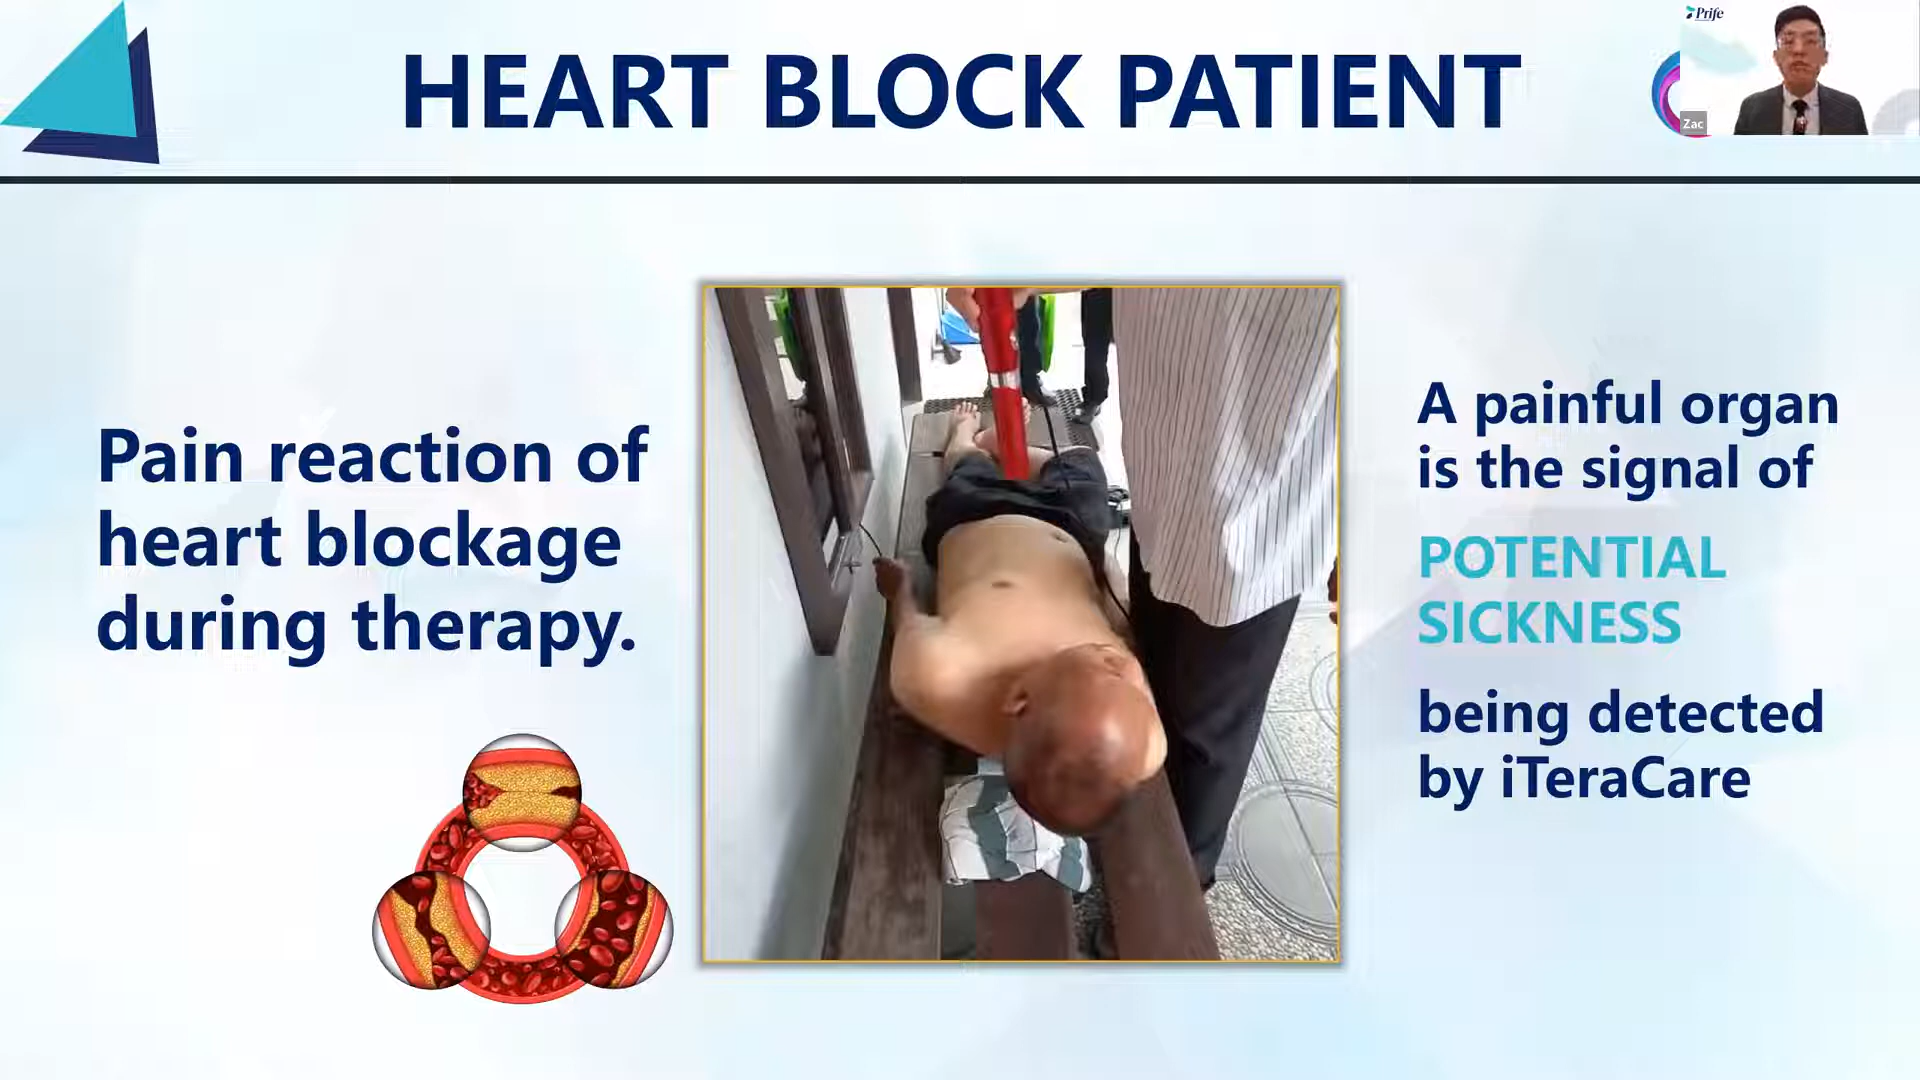 HEART BLOCK PATIENT
Prife
Zac
Pain reaction of
heart blockage
during therapy.
A painful organ
is the signal of
POTENTIAL
SICKNESS
being detected
by iTeraCare